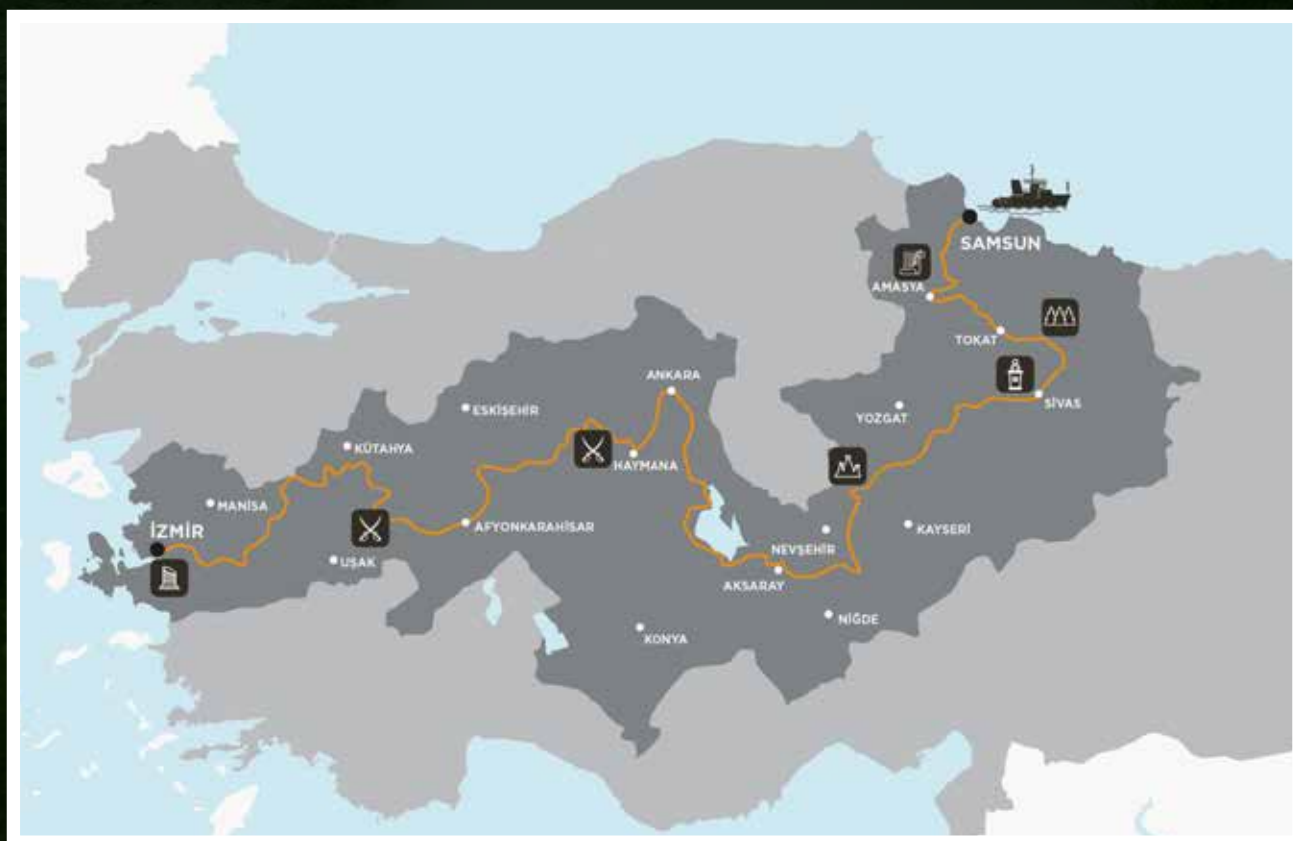 SAMSUN
AMASYA
TOKAT
ANKARA
SİVAS
ESKİŞEHİR
YOZGAT
KÜTAHYA
HAYMANA
MANİSA
AFYONKARAHİSAR
KAYSERİ
İZMİR
NEVŞEHİR
UŞAK
AKSARAY
NİĞDE
KONYA